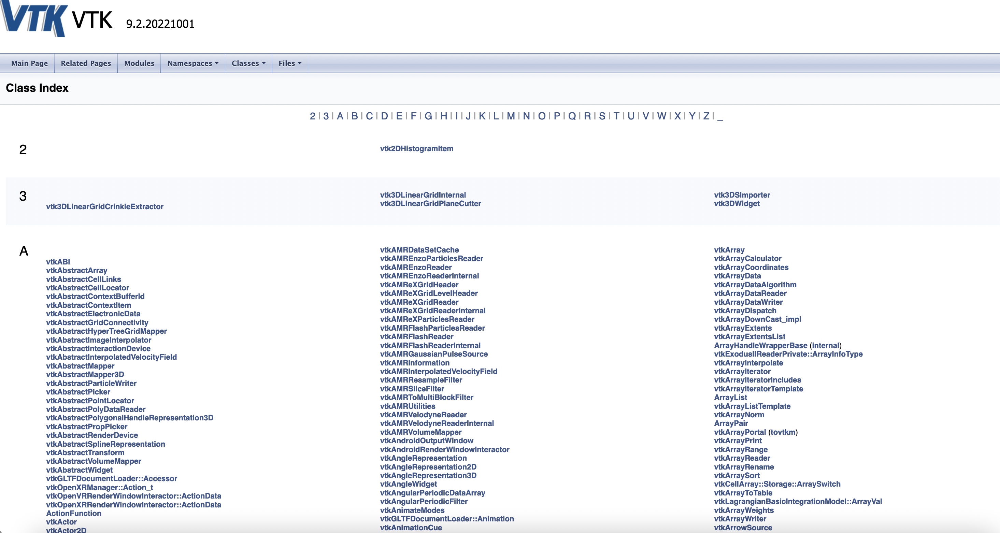 VTK VTK 9.2.20221001
Main Page Related Pages Modules Namespaces Classes Files
Class Index
2 | 3 | A | B | C | D | E | F | G | H | I | J | K | L | M | N | O | P | Q | R | S | T | U | V | W | X | Y | Z | _
2
vtk2DHistogramItem
3
vtk3DLinearGridCrinkleExtractor
vtk3DLinearGridInternal
vtk3DLinearGridPlaneCutter
vtk3DSImporter
vtk3DWidget
A
vtkABI
vtkAbstractArray
vtkAbstractCellLinks
vtkAbstractCellLocator
vtkAbstractContextBufferId
vtkAbstractContextItem
vtkAbstractElectronicData
vtkAbstractGridConnectivity
vtkAbstractHyperTreeGridMapper
vtkAbstractImageInterpolator
vtkAbstractInteractionDevice
vtkAbstractInterpolatedVelocityField
vtkAbstractMapper
vtkAbstractMapper3D
vtkAbstractParticleWriter
vtkAbstractPicker
vtkAbstractPointLocator
vtkAbstractPolyDataReader
vtkAbstractPolygonalHandleRepresentation3D
vtkAbstractPropPicker
vtkAbstractRenderDevice
vtkAbstractSplineRepresentation
vtkAbstractTransform
vtkAbstractVolumeMapper
vtkAbstractWidget
vtkGLTFDocumentLoader::Accessor
vtkOpenXRManager::Action_t
vtkOpenVRRenderWindowInteractor::ActionData
vtkOpenXRRenderWindowInteractor::ActionData
ActionFunction
vtkActor
vtkActor2D
vtkAMRDataSetCache
vtkAMREnzoParticlesReader
vtkAMREnzoReader
vtkAMREnzoReaderInternal
vtkAMReXGridHeader
vtkAMReXGridLevelHeader
vtkAMReXGridReader
vtkAMReXGridReaderInternal
vtkAMReXParticlesReader
vtkAMRFlashParticlesReader
vtkAMRFlashReader
vtkAMRFlashReaderInternal
vtkAMRGaussianPulseSource
vtkAMRInformation
vtkAMRInterpolatedVelocityField
vtkAMRResampleFilter
vtkAMRSliceFilter
vtkAMRToMultiBlockFilter
vtkAMRUtilities
vtkAMRVelodyneReader
vtkAMRVelodyneReaderInternal
vtkAMRVolumeMapper
vtkAndroidOutputWindow
vtkAndroidRenderWindowInteractor
vtkAngleRepresentation
vtkAngleRepresentation2D
vtkAngleRepresentation3D
vtkAngleWidget
vtkAngularPeriodicDataArray
vtkAngularPeriodicFilter
vtkAnimateModes
vtkGLTFDocumentLoader::Animation
vtkAnimationCue
vtkArray
vtkArrayCalculator
vtkArrayCoordinates
vtkArrayData
vtkArrayDataAlgorithm
vtkArrayDataReader
vtkArrayDataWriter
vtkArrayDispatch
vtkArrayDownCast_impl
vtkArrayExtents
vtkArrayExtentsList
ArrayHandleWrapperBase (internal)
vtkExodusIIReaderPrivate::ArrayInfoType
vtkArrayInterpolate
vtkArrayIterator
vtkArrayIteratorIncludes
vtkArrayIteratorTemplate
ArrayList
vtkArrayListTemplate
vtkArrayNorm
ArrayPair
vtkArrayPortal (tovtkm)
vtkArrayPrint
vtkArrayRange
vtkArrayReader
vtkArrayRename
vtkArraySort
vtkCellArray::Storage::ArraySwitch
vtkArrayToTable
vtkLagrangianBasicIntegrationModel::ArrayVal
vtkArrayWeights
vtkArrayWriter
vtkArrowSource